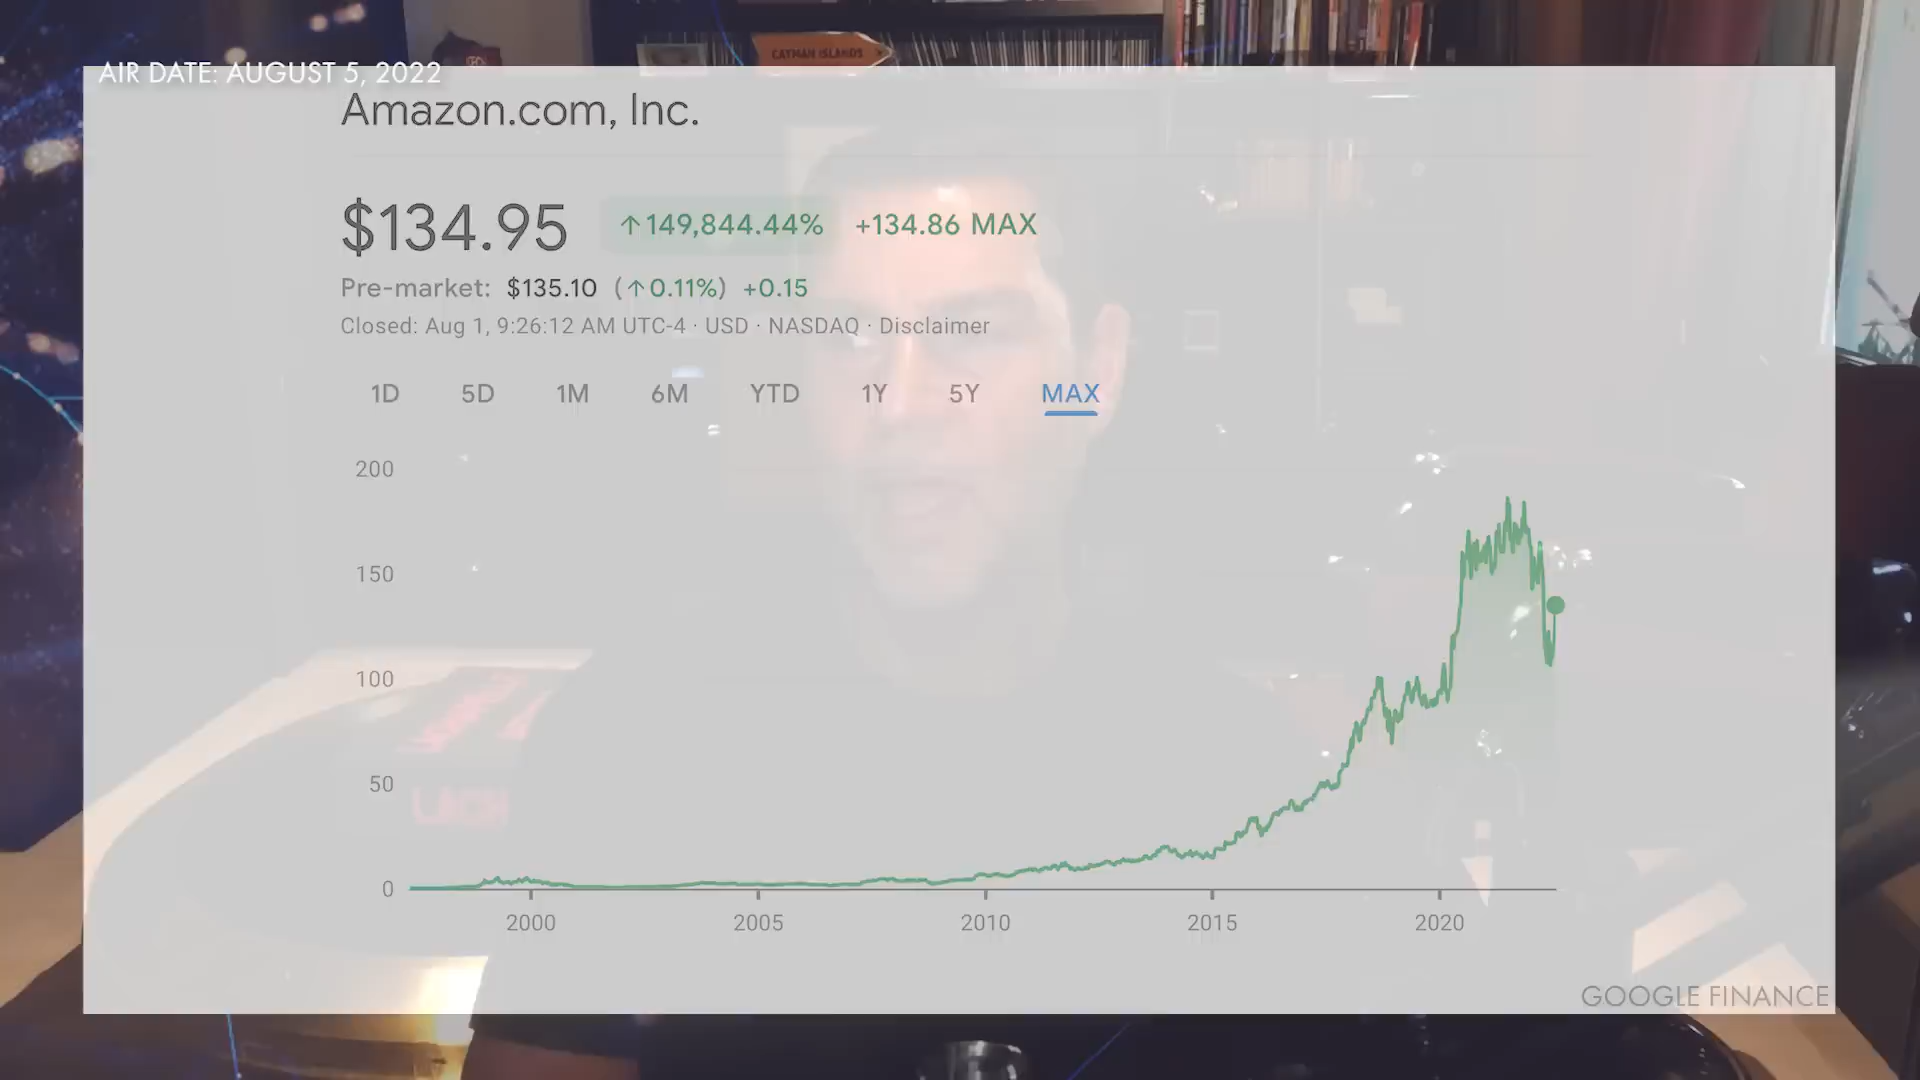 CAYMAN ISLANDS
AIR DATE: AUGUST 5, 2022
Amazon.com, Inc.
$134.95 ↑149,844.44% +134.86 MAX
Pre-market: $135.10 (↑0.11%) +0.15
Closed: Aug 1, 9:26:12 AM UTC-4 · USD · NASDAQ · Disclaimer
1D 5D 1M 6M YTD 1Y 5Y MAX
200
150
100
50
0
2000 2005 2010 2015 2020
GOOGLE FINANCE